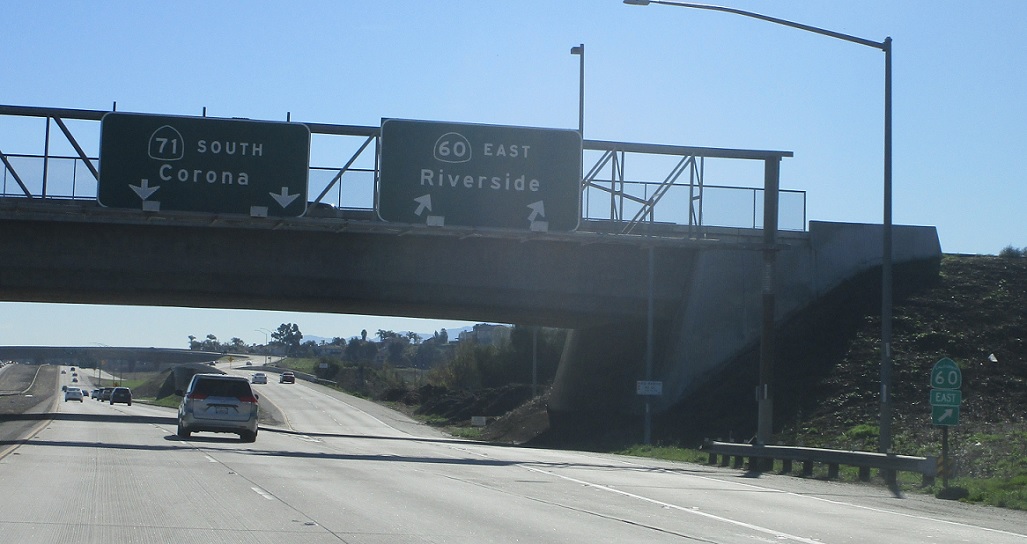 71 SOUTH
Corona
60 EAST
Riverside
60
EAST